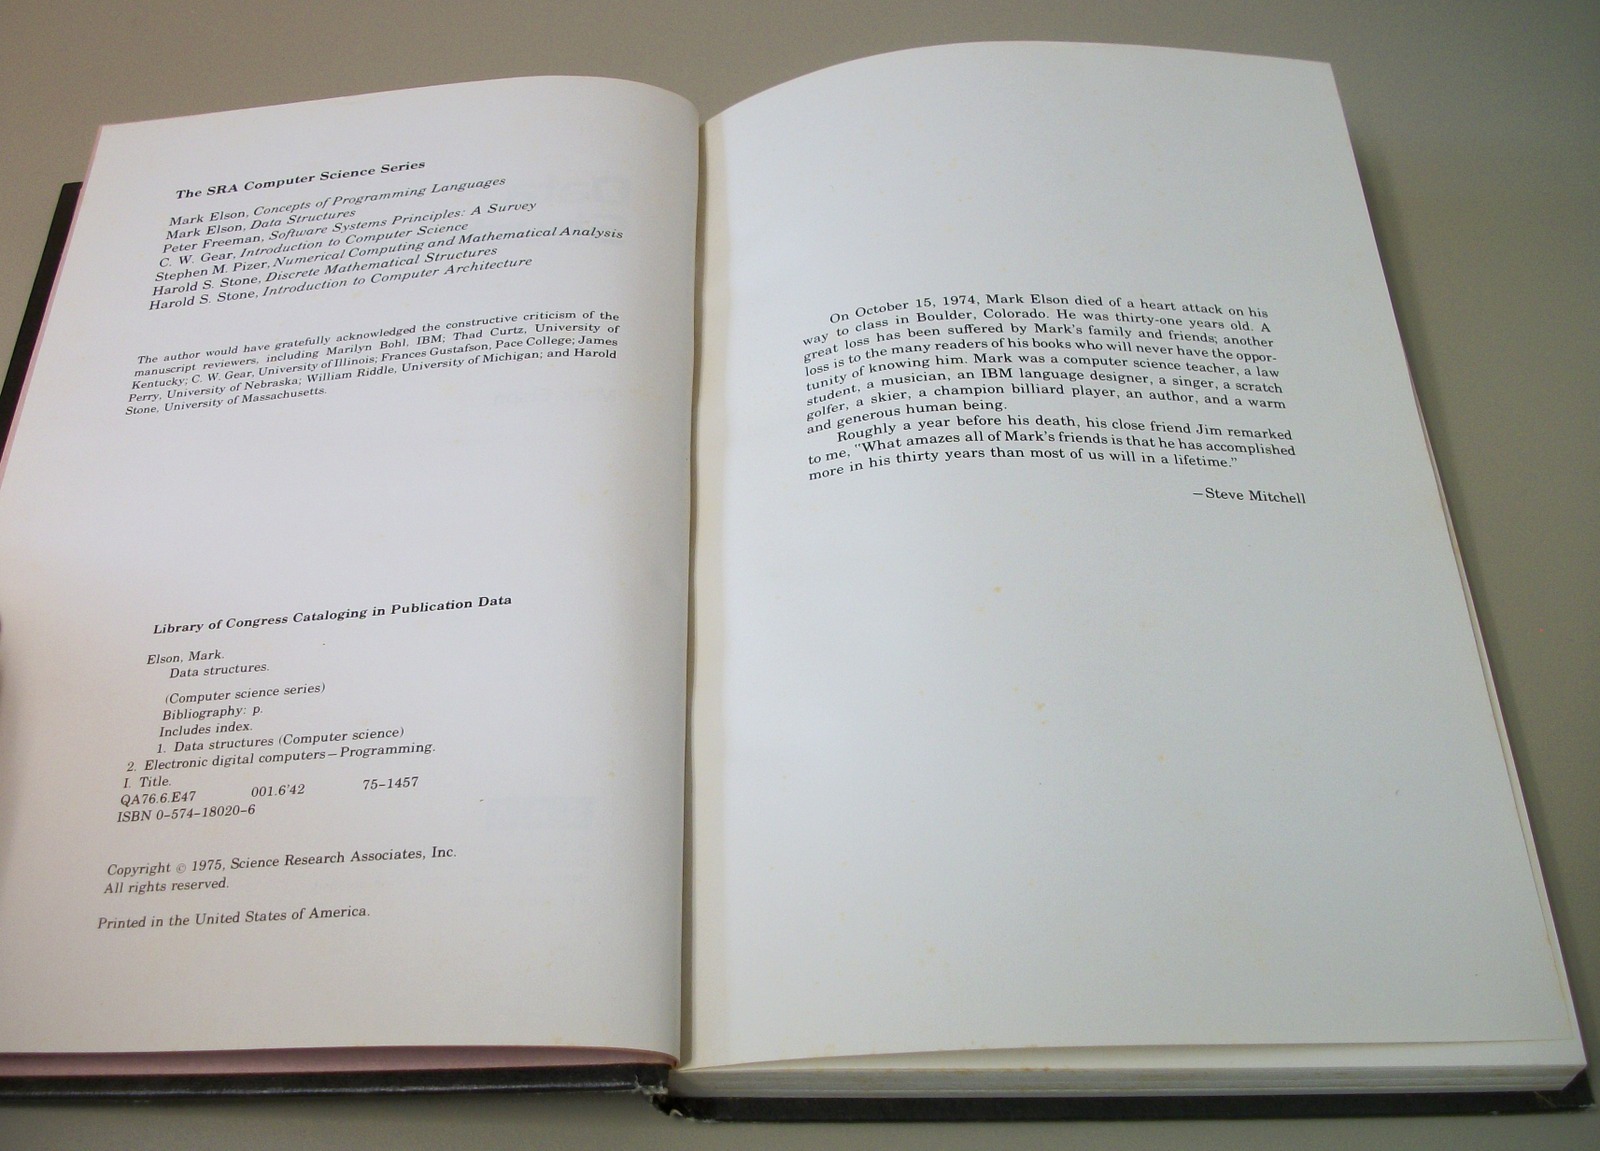 The SRA Computer Science Series
Mark Elson, Concepts of Programming Languages
Mark Elson, Data Structures
Peter Freeman, Software Systems Principles: A Survey
C. W. Gear, Introduction to Computer Science
Stephen M. Pizer, Numerical Computing and Mathematical Analysis
Harold S. Stone, Discrete Mathematical Structures
Harold S. Stone, Introduction to Computer Architecture
The author would have gratefully acknowledged the constructive criticism of the
manuscript reviewers, including Marilyn Bohl, IBM; Thad Curtz, University of
Kentucky; C. W. Gear, University of Illinois; Frances Gustafson, Pace College; James
Perry, University of Nebraska; William Riddle, University of Michigan; and Harold
Stone, University of Massachusetts.
Library of Congress Cataloging in Publication Data
Elson, Mark.
Data structures.
(Computer science series)
Bibliography: p.
Includes index.
1. Data structures (Computer science)
2. Electronic digital computers—Programming.
I. Title.
QA76.6.E47 001.6'42 75-1457
ISBN 0-574-18020-6
Copyright © 1975, Science Research Associates, Inc.
All rights reserved.
Printed in the United States of America.
On October 15, 1974, Mark Elson died of a heart attack on his
way to class in Boulder, Colorado. He was thirty-one years old. A
great loss has been suffered by Mark's family and friends; another
loss is to the many readers of his books who will never have the oppor-
tunity of knowing him. Mark was a computer science teacher, a law
student, a musician, an IBM language designer, a singer, a scratch
golfer, a skier, a champion billiard player, an author, and a warm
and generous human being.
Roughly a year before his death, his close friend Jim remarked
to me, "What amazes all of Mark's friends is that he has accomplished
more in his thirty years than most of us will in a lifetime."
—Steve Mitchell